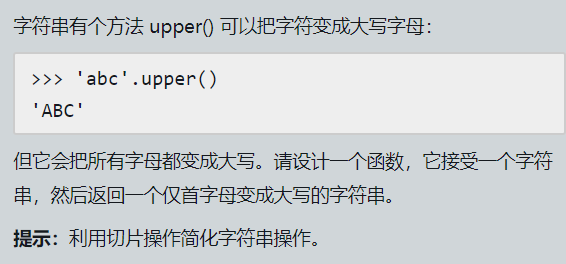 字符串有个方法 upper() 可以把字符变成大写字母：
>>> 'abc'.upper()
'ABC'
但它会把所有字母都变成大写。请设计一个函数，它接受一个字符
串，然后返回一个仅首字母变成大写的字符串。
提示：利用切片操作简化字符串操作。